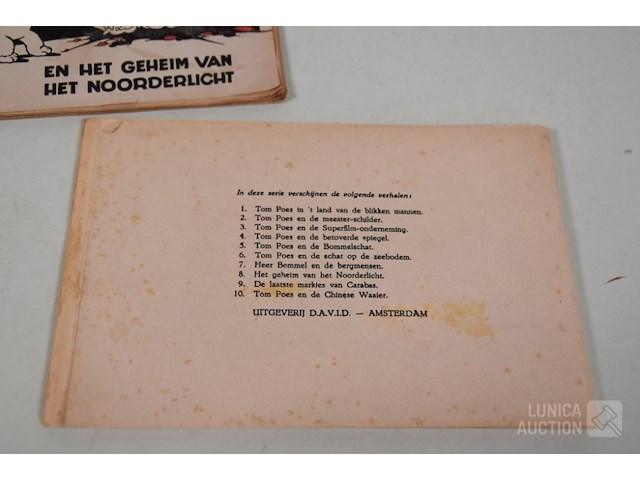 EN HET GEHEIM VAN
HET NOORDERLICHT
In deze serie verschijnen de volgende verhalen:
1. Tom Poes in 't land van de blikken mannen.
2. Tom Poes en de meester-schilder.
3. Tom Poes en de Superfilm-onderneming.
4. Tom Poes en de betoverde spiegel.
5. Tom Poes en de Bommelschat.
6. Tom Poes en de schat op de zeebodem.
7. Heer Bommel en de bergmensen.
8. Het geheim van het Noorderlicht.
9. De laatste markies van Carabas.
10. Tom Poes en de Chinese Waaier.
UITGEVERIJ D.A.V.I.D. — AMSTERDAM
LUNICA
AUCTION